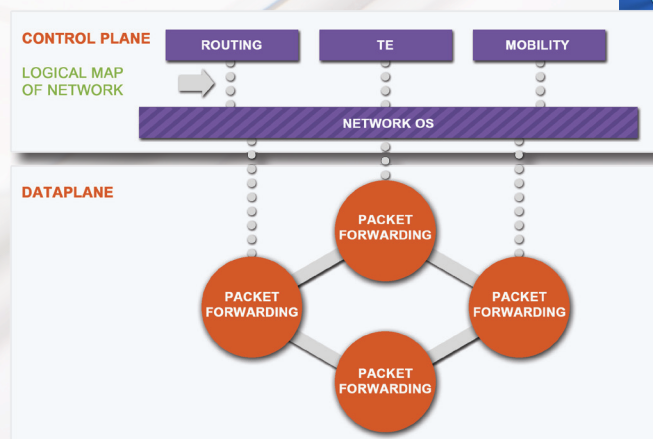 CONTROL PLANE
ROUTING
TE
MOBILITY
LOGICAL MAP
OF NETWORK
NETWORK OS
DATAPLANE
PACKET
FORWARDING
PACKET
FORWARDING
PACKET
FORWARDING
PACKET
FORWARDING